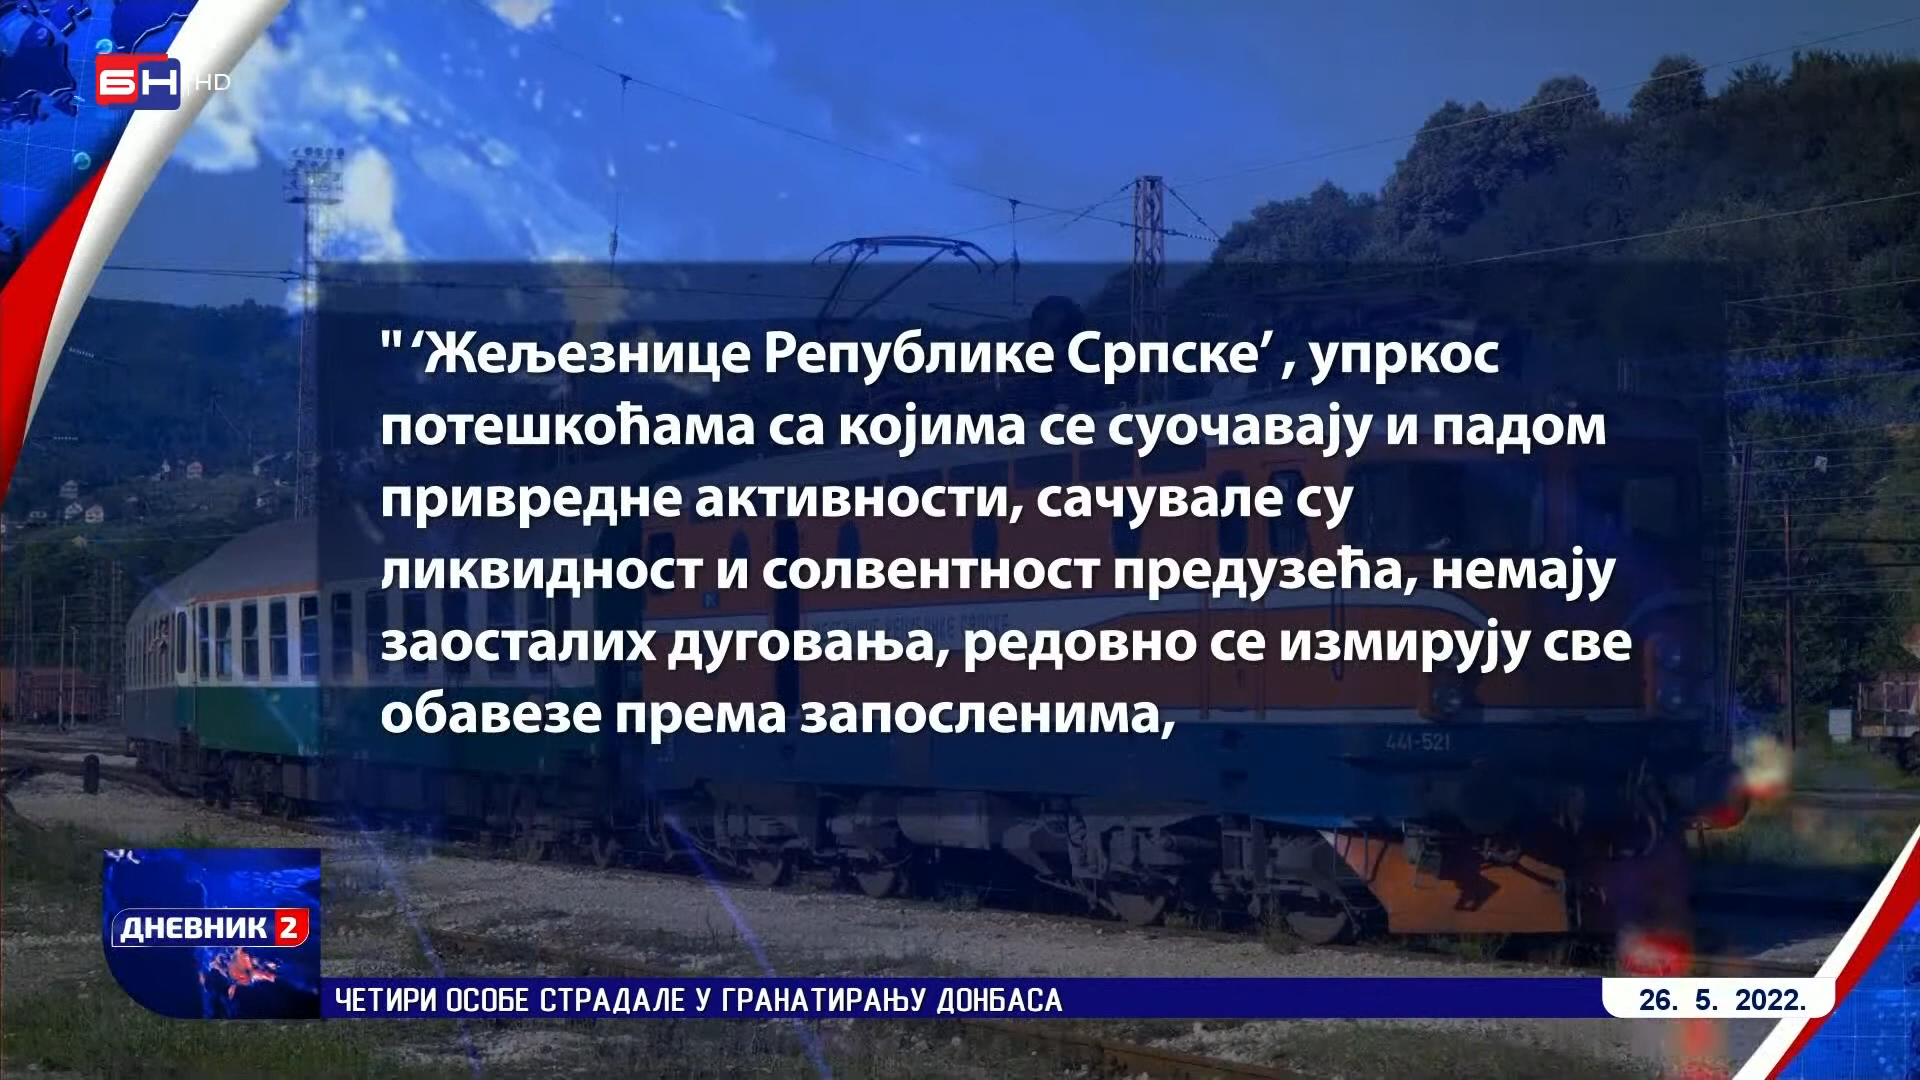 БН HD
" ‘Жељезнице Републике Српске’ , упркос
потешкоћама са којима се суочавају и падом
привредне активности, сачувале су
ликвидност и солвентност предузећа, немају
заосталих дуговања, редовно се измирују све
обавезе према запосленима,
441-521
ДНЕВНИК 2
ЧЕТИРИ ОСОБЕ СТРАДАЛЕ У ГРАНАТИРАЊУ ДОНБАСА
26. 5. 2022.